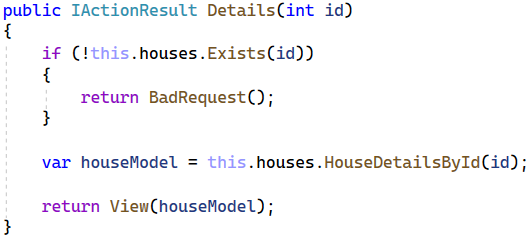 public IActionResult Details(int id)
{
    if (!this.houses.Exists(id))
    {
        return BadRequest();
    }

    var houseModel = this.houses.HouseDetailsById(id);

    return View(houseModel);
}